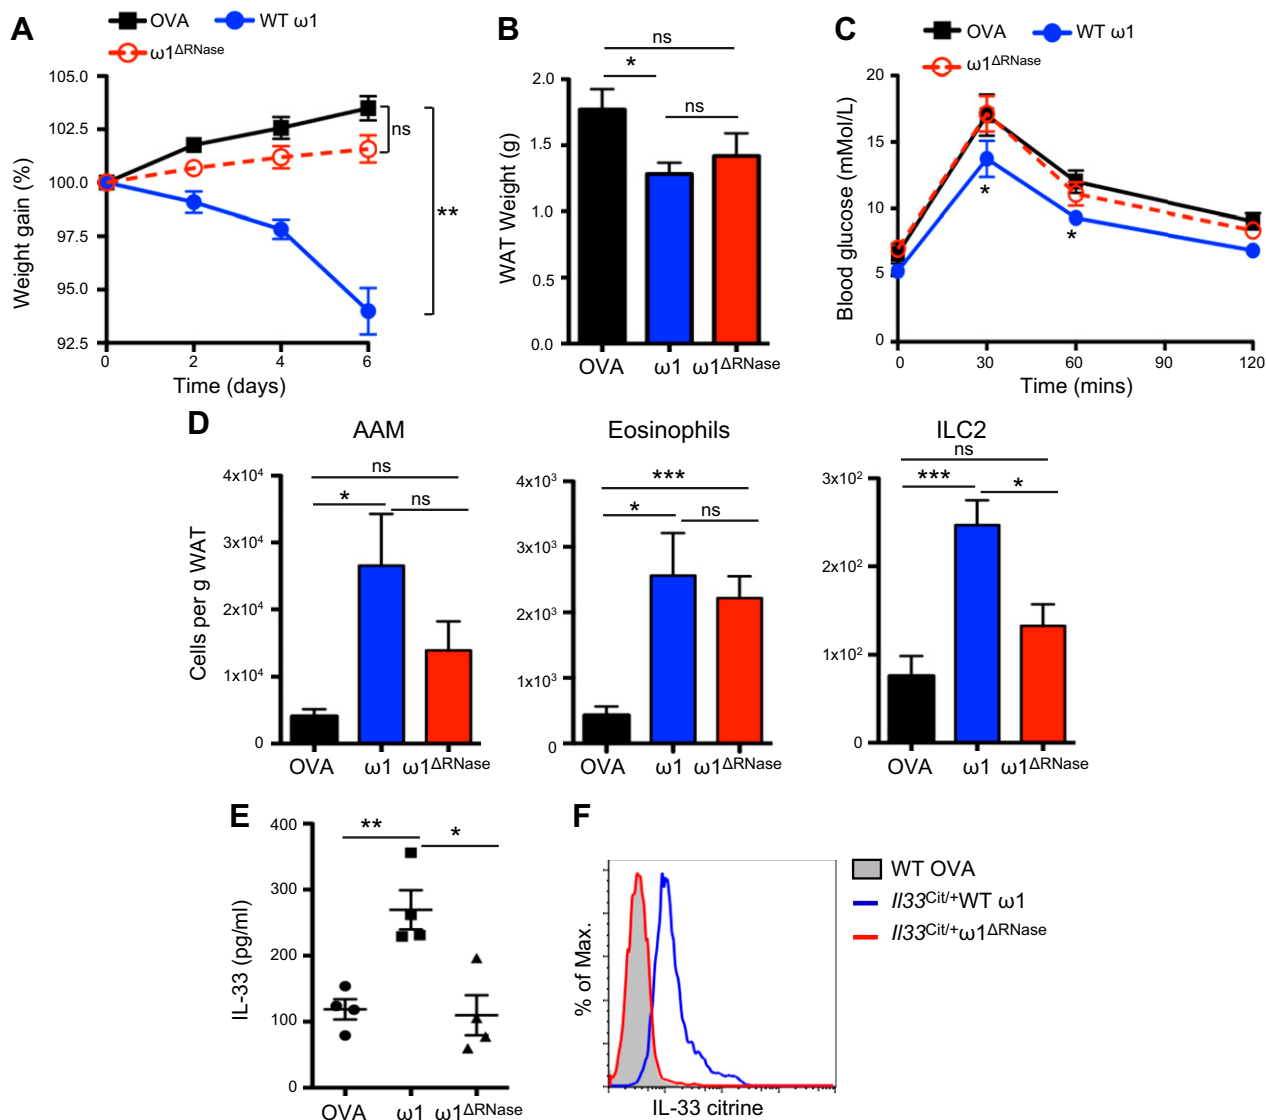 A
OVA
WT ω1
ω1ΔRNase
Weight gain (%)
105.0
102.5
100.0
97.5
95.0
92.5
ns
**
0 2 4 6
Time (days)
B
ns
*
ns
WAT Weight (g)
2.0
1.5
1.0
0.5
0.0
OVA ω1 ω1ΔRNase
C
OVA
WT ω1
ω1ΔRNase
Blood glucose (mMol/L)
20
15
10
5
0
*
*
0 30 60 90 120
Time (mins)
D
Cells per g WAT
AAM
ns
*
ns
4x10⁴
3x10⁴
2x10⁴
1x10⁴
0
OVA ω1 ω1ΔRNase
Eosinophils
***
*
ns
4x10³
3x10³
2x10³
1x10³
0
OVA ω1 ω1ΔRNase
ILC2
ns
***
*
3x10²
2x10²
1x10²
0
OVA ω1 ω1ΔRNase
E
**
*
IL-33 (pg/ml)
400
300
200
100
0
OVA ω1 ω1ΔRNase
F
% of Max.
IL-33 citrine
WT OVA
Il33Cit/+WT ω1
Il33Cit/+ω1ΔRNase